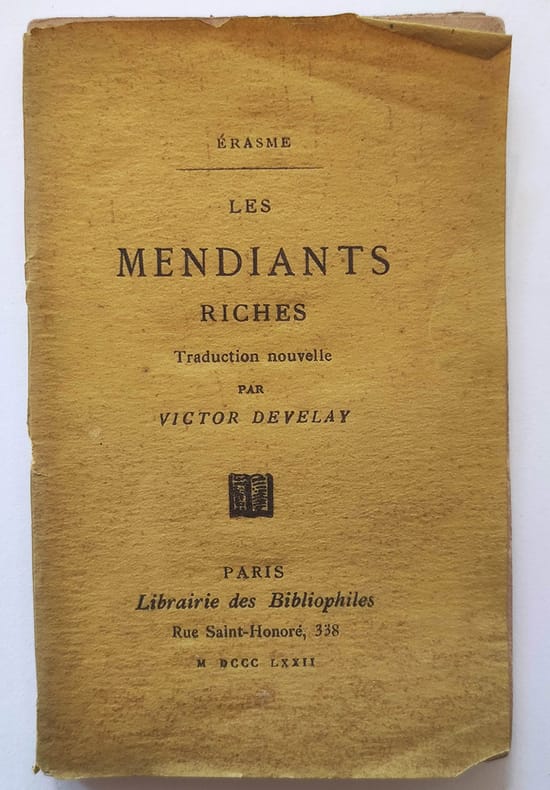 ÉRASME
LES
MENDIANTS
RICHES
Traduction nouvelle
PAR
VICTOR DEVELAY
PARIS
Librairie des Bibliophiles
Rue Saint-Honoré, 338
M DCCC LXXII